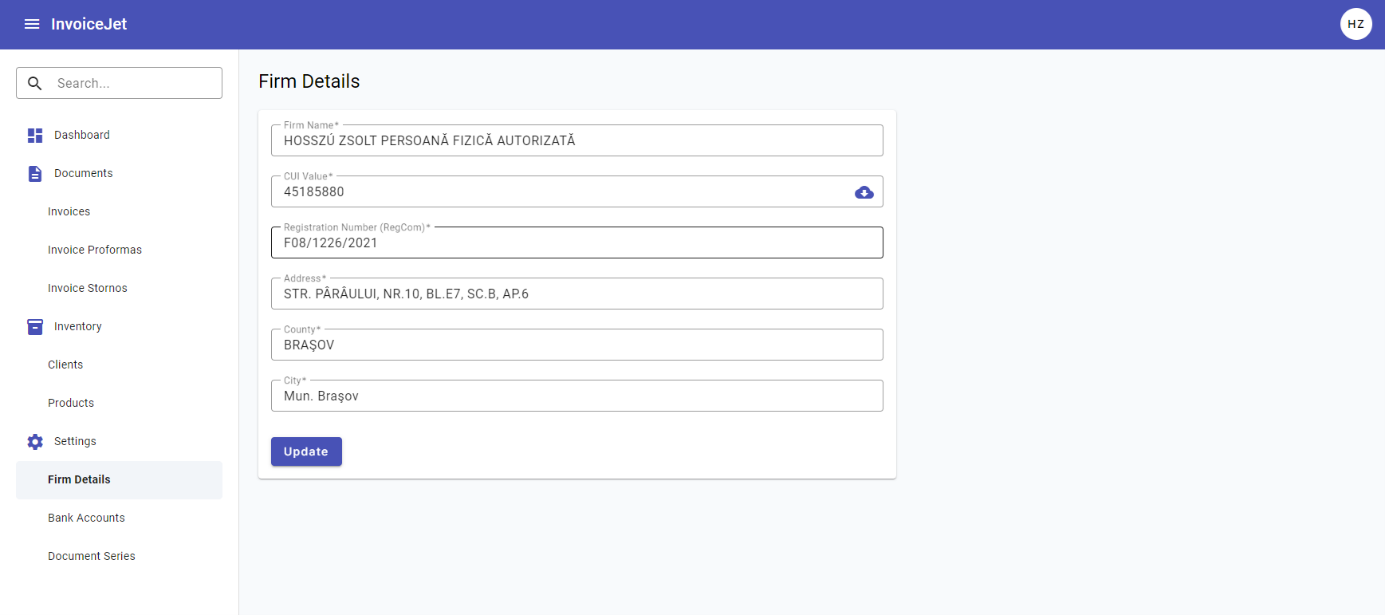 InvoiceJet
HZ
Search...
Dashboard
Documents
Invoices
Invoice Proformas
Invoice Stornos
Inventory
Clients
Products
Settings
Firm Details
Bank Accounts
Document Series
Firm Details
Firm Name*
HOSSZÚ ZSOLT PERSOANĂ FIZICĂ AUTORIZATĂ
CUI Value*
45185880
Registration Number (RegCom)*
F08/1226/2021
Address*
STR. PÂRÂULUI, NR.10, BL.E7, SC.B, AP.6
County*
BRAŞOV
City*
Mun. Braşov
Update